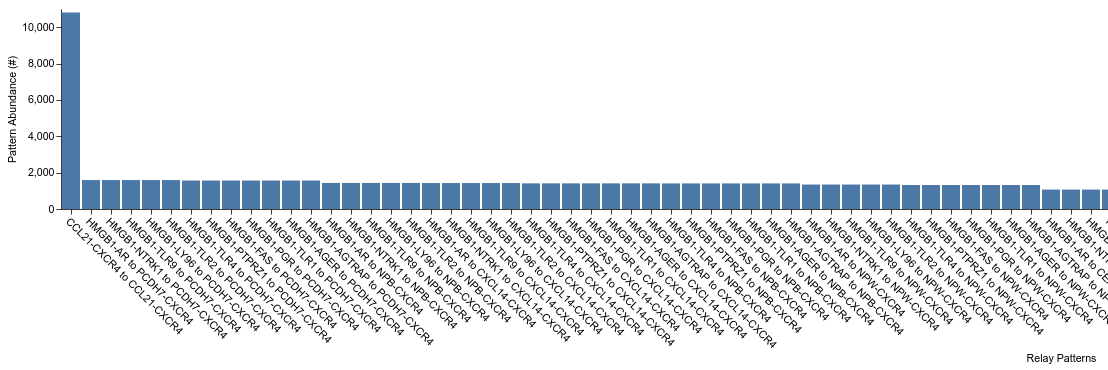 Pattern Abundance (#)
10,000
8,000
6,000
4,000
2,000
0
CCL21-CXCR4 to CCL21-CXCR4
HMGB1-AR to PCDH7-CXCR4
HMGB1-NTRK1 to PCDH7-CXCR4
HMGB1-TLR9 to PCDH7-CXCR4
HMGB1-LY96 to PCDH7-CXCR4
HMGB1-TLR2 to PCDH7-CXCR4
HMGB1-TLR4 to PCDH7-CXCR4
HMGB1-PTPRZ1 to PCDH7-CXCR4
HMGB1-FAS to PCDH7-CXCR4
HMGB1-PGR to PCDH7-CXCR4
HMGB1-TLR1 to PCDH7-CXCR4
HMGB1-AGER to PCDH7-CXCR4
HMGB1-AGTRAP to PCDH7-CXCR4
HMGB1-AR to NPB-CXCR4
HMGB1-NTRK1 to NPB-CXCR4
HMGB1-TLR9 to NPB-CXCR4
HMGB1-LY96 to NPB-CXCR4
HMGB1-TLR2 to NPB-CXCR4
HMGB1-AR to CXCL14-CXCR4
HMGB1-NTRK1 to CXCL14-CXCR4
HMGB1-TLR9 to CXCL14-CXCR4
HMGB1-LY96 to CXCL14-CXCR4
HMGB1-TLR2 to CXCL14-CXCR4
HMGB1-TLR4 to CXCL14-CXCR4
HMGB1-PTPRZ1 to CXCL14-CXCR4
HMGB1-FAS to CXCL14-CXCR4
HMGB1-PGR to CXCL14-CXCR4
HMGB1-TLR1 to CXCL14-CXCR4
HMGB1-AGER to CXCL14-CXCR4
HMGB1-AGTRAP to CXCL14-CXCR4
HMGB1-TLR4 to NPB-CXCR4
HMGB1-PTPRZ1 to NPB-CXCR4
HMGB1-FAS to NPB-CXCR4
HMGB1-PGR to NPB-CXCR4
HMGB1-TLR1 to NPB-CXCR4
HMGB1-AGER to NPB-CXCR4
HMGB1-AGTRAP to NPB-CXCR4
HMGB1-AR to NPW-CXCR4
HMGB1-NTRK1 to NPW-CXCR4
HMGB1-TLR9 to NPW-CXCR4
HMGB1-LY96 to NPW-CXCR4
HMGB1-TLR2 to NPW-CXCR4
HMGB1-TLR4 to NPW-CXCR4
HMGB1-PTPRZ1 to NPW-CXCR4
HMGB1-FAS to NPW-CXCR4
HMGB1-PGR to NPW-CXC
HMGB1-TLR1 to NPW-
HMGB1-AGER to NPW
HMGB1-AGTRAP to
HMGB1-AR to
Relay Patterns